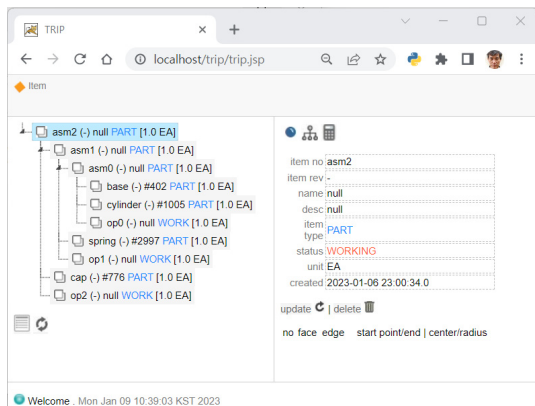 TRIP
localhost/trip/trip.jsp
Item
asm2 (-) null PART [1.0 EA]
asm1 (-) null PART [1.0 EA]
asm0 (-) null PART [1.0 EA]
base (-) #402 PART [1.0 EA]
cylinder (-) #1005 PART [1.0 EA]
op0 (-) null WORK [1.0 EA]
spring (-) #2997 PART [1.0 EA]
op1 (-) null WORK [1.0 EA]
cap (-) #776 PART [1.0 EA]
op2 (-) null WORK [1.0 EA]
item no asm2
item rev -
name null
desc null
item
type PART
status WORKING
unit EA
created 2023-01-06 23:00:34.0
update | delete
no face edge start point/end | center/radius
Welcome . Mon Jan 09 10:39:03 KST 2023